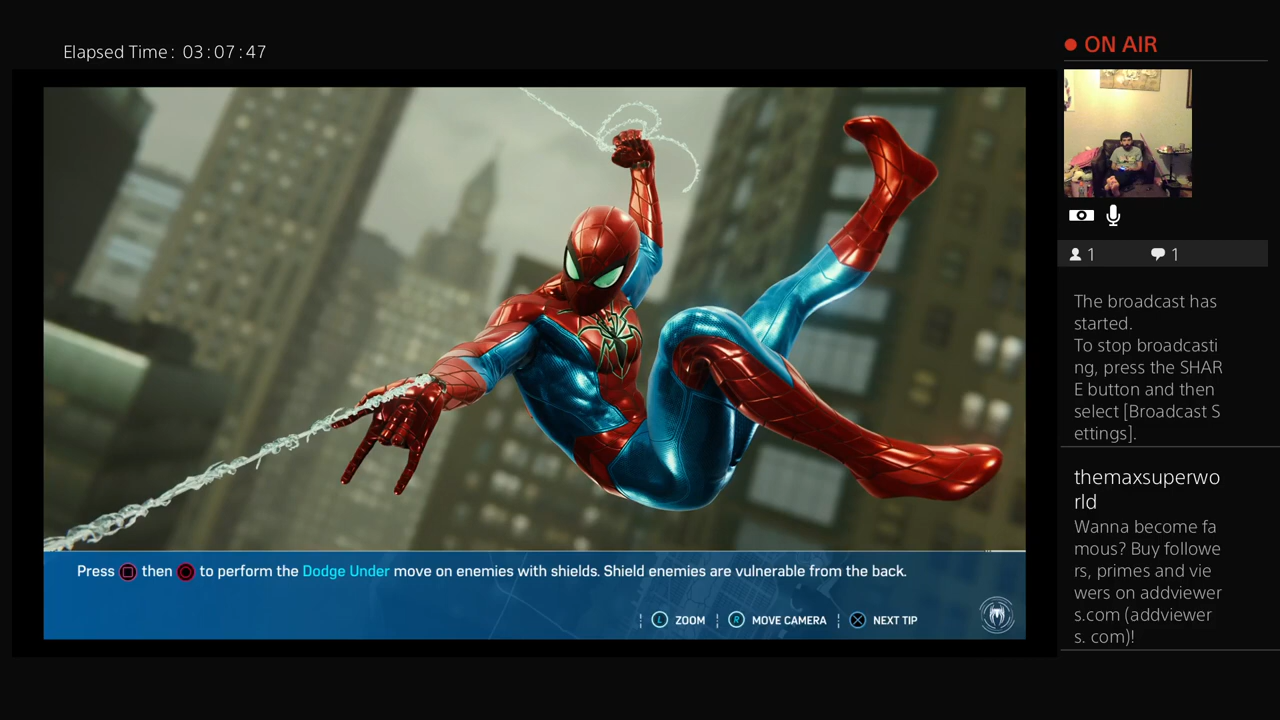 Elapsed Time: 03:07:47
ON AIR
1 1
The broadcast has
started.
To stop broadcasti
ng, press the SHAR
E button and then
select [Broadcast S
ettings].
themaxsuperwo
rld
Wanna become fa
mous? Buy followe
rs, primes and vie
wers on addviewer
s.com (addviewer
s. com)!
Press then to perform the Dodge Under move on enemies with shields. Shield enemies are vulnerable from the back.
L ZOOM R MOVE CAMERA NEXT TIP